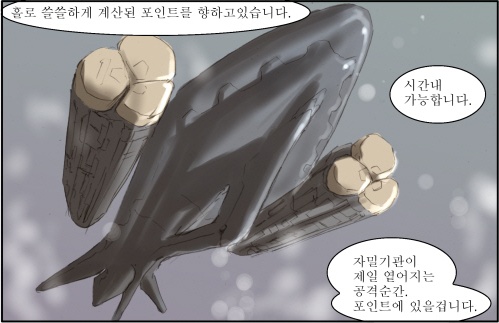 홀로 쓸쓸하게 계산된 포인트를 향하고있습니다.
시간내
가능합니다.
자밀기관이
제일 옅어지는
공격순간.
포인트에 있을겁니다.